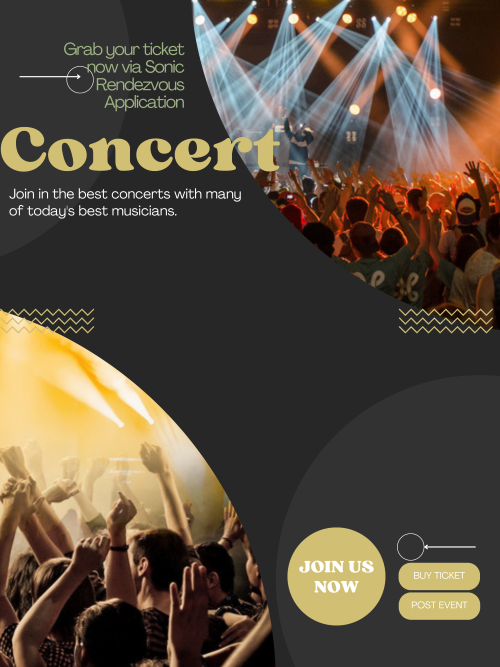 Grab your ticket
now via Sonic
Rendezvous
Application
Concert
Join in the best concerts with many
of today's best musicians.
JOIN US
NOW
BUY TICKET
POST EVENT